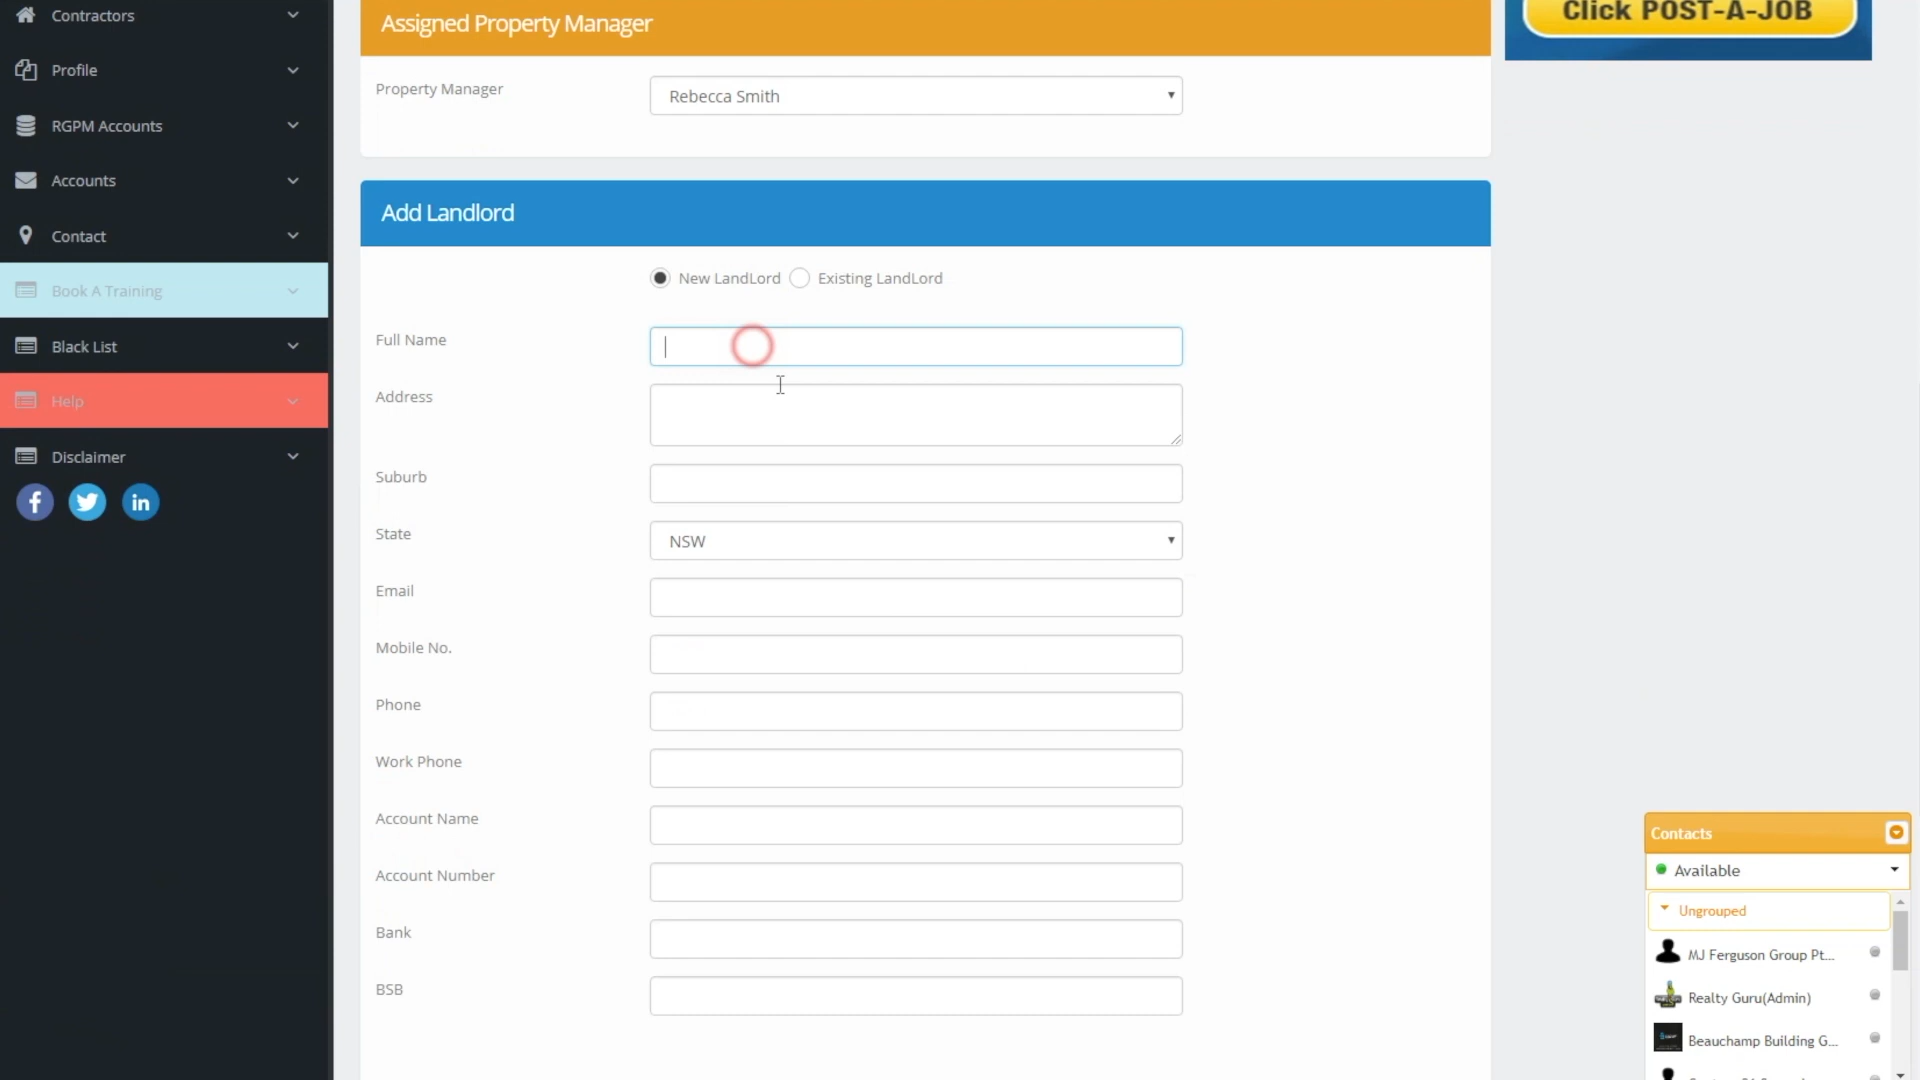 Contractors
Profile
RGPM Accounts
Accounts
Contact
Book A Training
Black List
Help
Disclaimer
Assigned Property Manager
Property Manager
Rebecca Smith
Add Landlord
New LandLord
Existing LandLord
Full Name
Address
Suburb
State
NSW
Email
Mobile No.
Phone
Work Phone
Account Name
Account Number
Bank
BSB
Click POST-A-JOB
Contacts
Available
Ungrouped
MJ Ferguson Group Pt...
Realty Guru(Admin)
Beauchamp Building G...